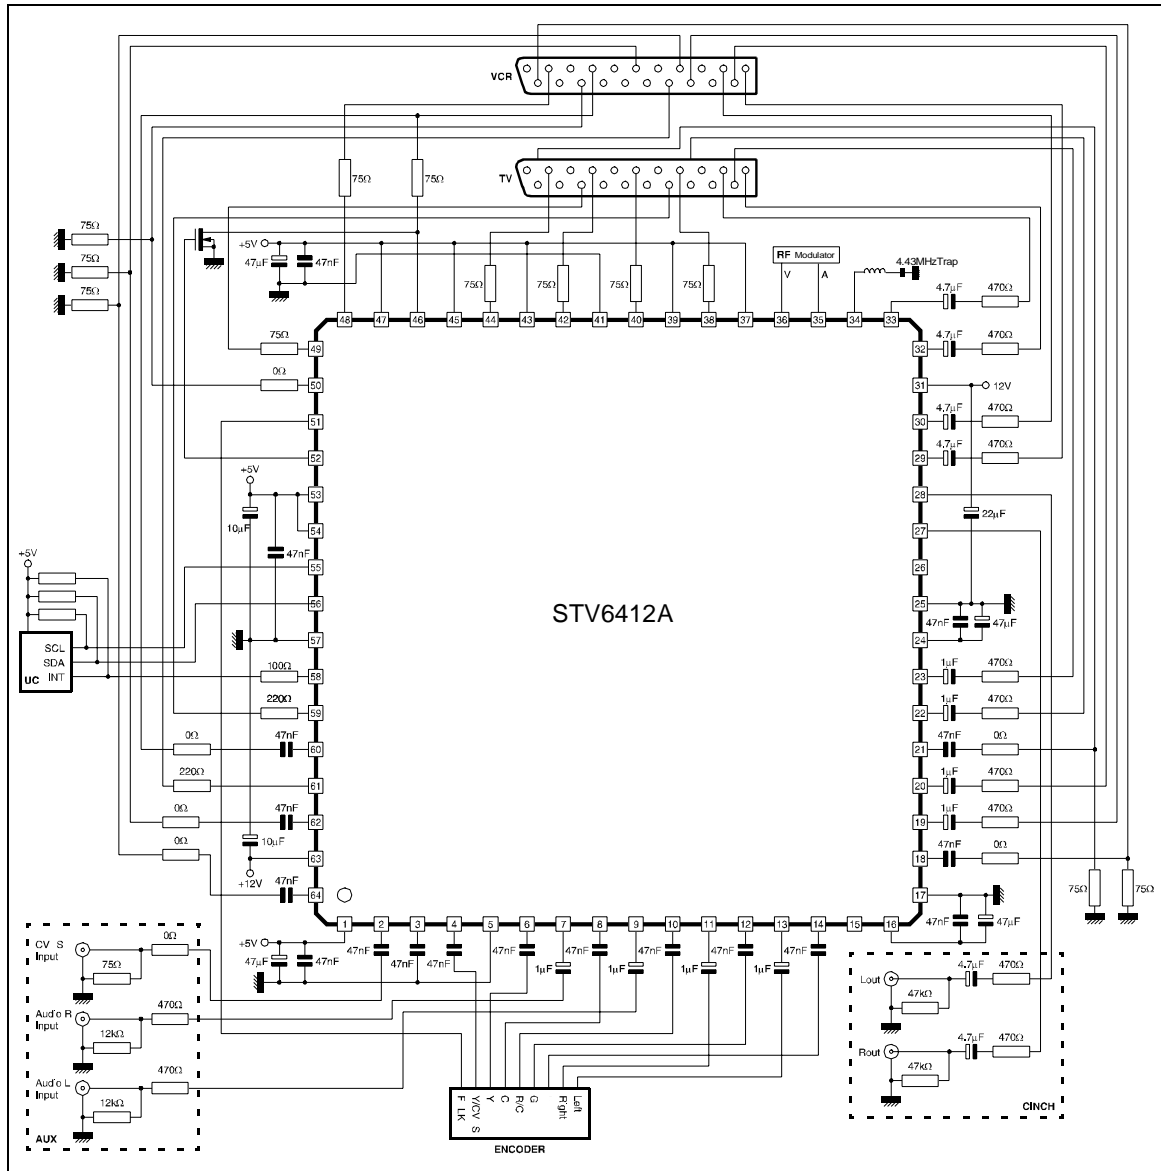 VCR
TV
75Ω 75Ω
75Ω
75Ω
75Ω
+5V
47µF 47nF
75Ω 75Ω 75Ω 75Ω
RF Modulator
V A
4.43MHzTrap
4.7µF 470Ω
48 47 46 45 44 43 42 41 40 39 38 37 36 35 34 33
75Ω 49
4.7µF 470Ω
32
0Ω 50
31 12V
51
30 4.7µF 470Ω
52
29 4.7µF 470Ω
+5V
53
28
10µF
54
27
22µF
47nF
55
26
+5V
56
25
STV6412A
57
24
47nF 47µF
SCL
SDA
INT
UC
100Ω 58
23 1µF 470Ω
220Ω 59
22 1µF 470Ω
0Ω 47nF 60
21 47nF 0Ω
220Ω 61
20 1µF 470Ω
0Ω 47nF 62
19 1µF 470Ω
0Ω 10µF 63
18 47nF 0Ω
+12V
47nF 64
17
75Ω 75Ω
47nF 47µF
1 2 3 4 5 6 7 8 9 10 11 12 13 14 15 16
+5V
47µF 47nF
47nF 47nF 47nF 47nF 1µF 47nF 1µF 47nF 1µF 47nF 1µF 47nF
CV S
Input
0Ω
75Ω
Audio R
Input
470Ω
12kΩ
Audio L
Input
470Ω
12kΩ
AUX
F LK
Y/CV S
Y
C
R/C
G
Right
Left
ENCODER
Lout
4.7µF 470Ω
47kΩ
Rout
4.7µF 470Ω
47kΩ
CINCH